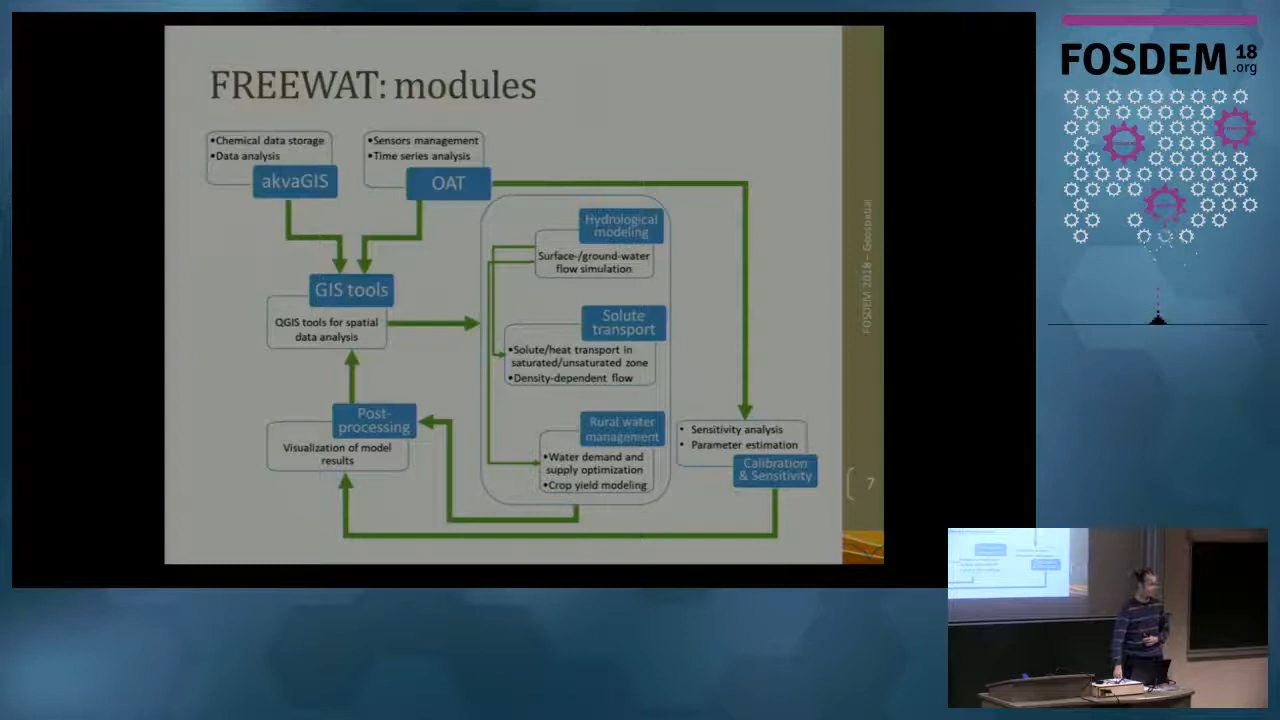 FREEWAT: modules
•Chemical data storage
•Data analysis
akvaGIS
•Sensors management
•Time series analysis
OAT
Hydrological
modeling
Surface-/ground-water
flow simulation
GIS tools
QGIS tools for spatial
data analysis
Solute
transport
•Solute/heat transport in
saturated/unsaturated zone
•Density-dependent flow
Post-
processing
Visualization of model
results
Rural water
management
•Water demand and
supply optimization
•Crop yield modeling
• Sensitivity analysis
• Parameter estimation
Calibration
& Sensitivity
FOSDEM 2018 – Geospatial
7
FOSDEM 18
.org